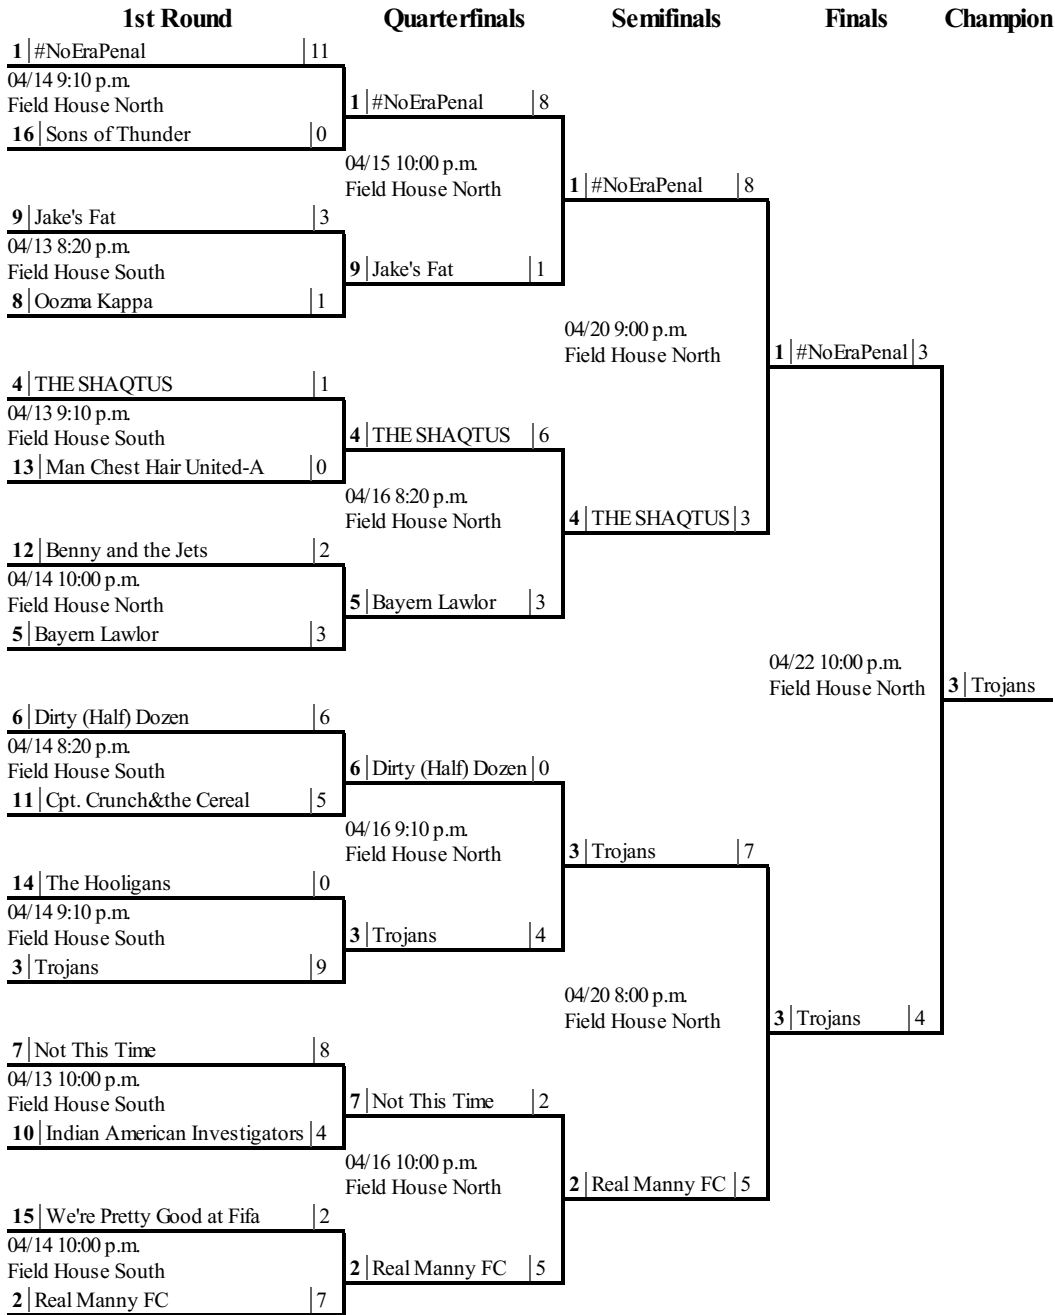 1st Round Quarterfinals Semifinals Finals Champion
1 #NoEraPenal 11
04/14 9:10 p.m.
Field House North
16 Sons of Thunder 0
9 Jake's Fat 3
04/13 8:20 p.m.
Field House South
8 Oozma Kappa 1
4 THE SHAQTUS 1
04/13 9:10 p.m.
Field House South
13 Man Chest Hair United-A 0
12 Benny and the Jets 2
04/14 10:00 p.m.
Field House North
5 Bayern Lawlor 3
6 Dirty (Half) Dozen 6
04/14 8:20 p.m.
Field House South
11 Cpt. Crunch&the Cereal 5
14 The Hooligans 0
04/14 9:10 p.m.
Field House South
3 Trojans 9
7 Not This Time 8
04/13 10:00 p.m.
Field House South
10 Indian American Investigators 4
15 We're Pretty Good at Fifa 2
04/14 10:00 p.m.
Field House South
2 Real Manny FC 7
1 #NoEraPenal 8
04/15 10:00 p.m.
Field House North
9 Jake's Fat 1
4 THE SHAQTUS 6
04/16 8:20 p.m.
Field House North
5 Bayern Lawlor 3
6 Dirty (Half) Dozen 0
04/16 9:10 p.m.
Field House North
3 Trojans 4
7 Not This Time 2
04/16 10:00 p.m.
Field House North
2 Real Manny FC 5
1 #NoEraPenal 8
04/20 9:00 p.m.
Field House North
4 THE SHAQTUS 3
3 Trojans 7
04/20 8:00 p.m.
Field House North
2 Real Manny FC 5
1 #NoEraPenal 3
04/22 10:00 p.m.
Field House North
3 Trojans 4
3 Trojans